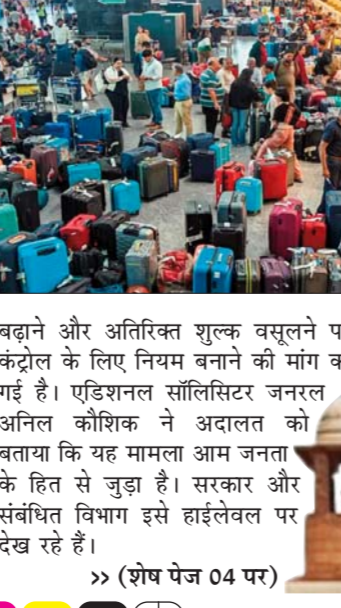 बढ़ाने और अतिरिक्त शुल्क वसूलने
कंट्रोल के लिए नियम बनाने की मांग
गई है। एडिशनल सॉलिसिटर जनरल
अनिल कौशिक ने अदालत को
बताया कि यह मामला आम जनता
के हित से जुड़ा है। सरकार और
संबंधित विभाग इसे हाईलेवल पर
देख रहे हैं।
>> (शेष पेज 04 पर)